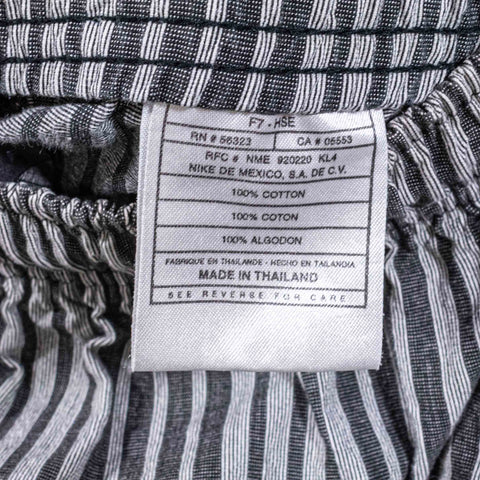 F7 - HSE
RN # 56323 CA # 05553
RFC # NME 920220 KL4
NIKE DE MEXICO, S.A. DE C.V.
100% COTTON
100% COTON
100% ALGODON
FABRIQUE EN THAILANDE - HECHO EN TAILANDIA
MADE IN THAILAND
SEE REVERSE FOR CARE